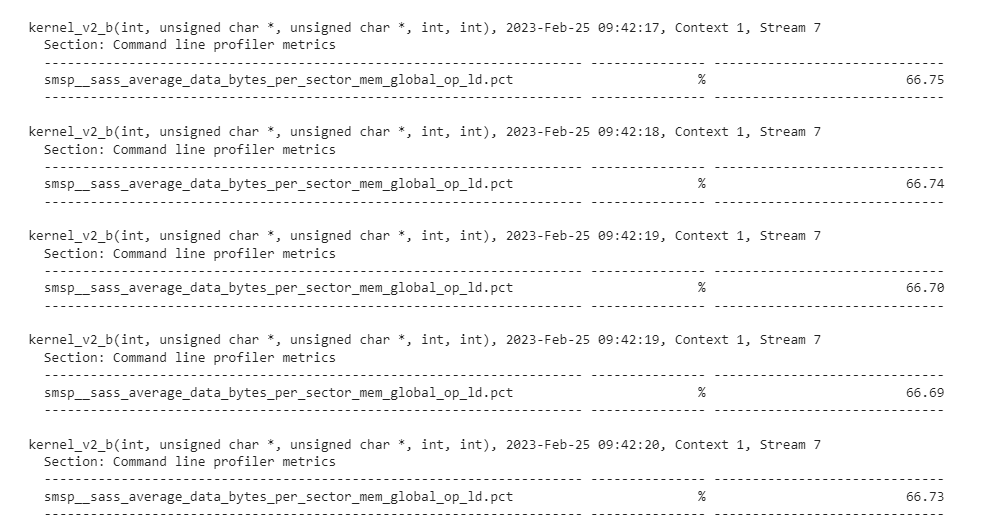 kernel_v2_b(int, unsigned char *, unsigned char *, int, int), 2023-Feb-25 09:42:17, Context 1, Stream 7
Section: Command line profiler metrics
---------------------------------------------------------------------- --------------- ------------------------------
smsp__sass_average_data_bytes_per_sector_mem_global_op_ld.pct % 66.75
---------------------------------------------------------------------- --------------- ------------------------------
kernel_v2_b(int, unsigned char *, unsigned char *, int, int), 2023-Feb-25 09:42:18, Context 1, Stream 7
Section: Command line profiler metrics
---------------------------------------------------------------------- --------------- ------------------------------
smsp__sass_average_data_bytes_per_sector_mem_global_op_ld.pct % 66.74
---------------------------------------------------------------------- --------------- ------------------------------
kernel_v2_b(int, unsigned char *, unsigned char *, int, int), 2023-Feb-25 09:42:19, Context 1, Stream 7
Section: Command line profiler metrics
---------------------------------------------------------------------- --------------- ------------------------------
smsp__sass_average_data_bytes_per_sector_mem_global_op_ld.pct % 66.70
---------------------------------------------------------------------- --------------- ------------------------------
kernel_v2_b(int, unsigned char *, unsigned char *, int, int), 2023-Feb-25 09:42:19, Context 1, Stream 7
Section: Command line profiler metrics
---------------------------------------------------------------------- --------------- ------------------------------
smsp__sass_average_data_bytes_per_sector_mem_global_op_ld.pct % 66.69
---------------------------------------------------------------------- --------------- ------------------------------
kernel_v2_b(int, unsigned char *, unsigned char *, int, int), 2023-Feb-25 09:42:20, Context 1, Stream 7
Section: Command line profiler metrics
---------------------------------------------------------------------- --------------- ------------------------------
smsp__sass_average_data_bytes_per_sector_mem_global_op_ld.pct % 66.73
---------------------------------------------------------------------- --------------- ------------------------------